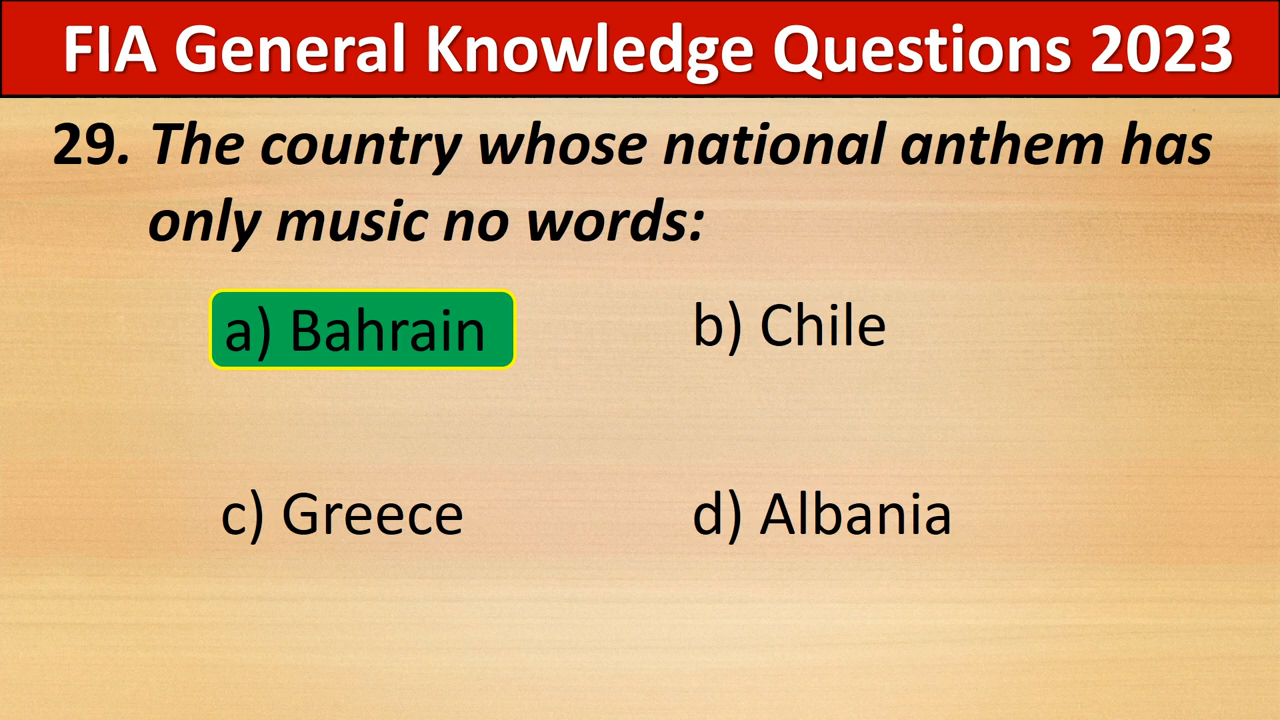 FIA General Knowledge Questions 2023
29. The country whose national anthem has
only music no words:
a) Bahrain
b) Chile
c) Greece
d) Albania